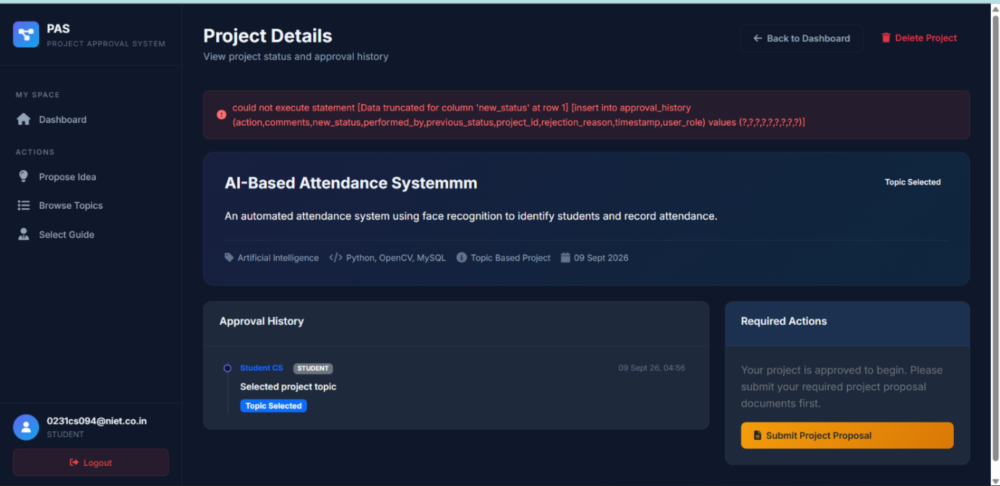 PAS
PROJECT APPROVAL SYSTEM
MY SPACE
Dashboard
ACTIONS
Propose Idea
Browse Topics
Select Guide
0231cs094@niet.co.in
STUDENT
Logout
Project Details
View project status and approval history
Back to Dashboard
Delete Project
could not execute statement [Data truncated for column 'new_status' at row 1] [insert into approval_history
(action,comments,new_status,performed_by,previous_status,project_id,rejection_reason,timestamp,user_role) values (?,?,?,?,?,?,?,?,?)]
AI-Based Attendance Systemmm
Topic Selected
An automated attendance system using face recognition to identify students and record attendance.
Artificial Intelligence </> Python, OpenCV, MySQL Topic Based Project 09 Sept 2026
Approval History
Student CS STUDENT 09 Sept 26, 04:56
Selected project topic
Topic Selected
Required Actions
Your project is approved to begin. Please
submit your required project proposal
documents first.
Submit Project Proposal